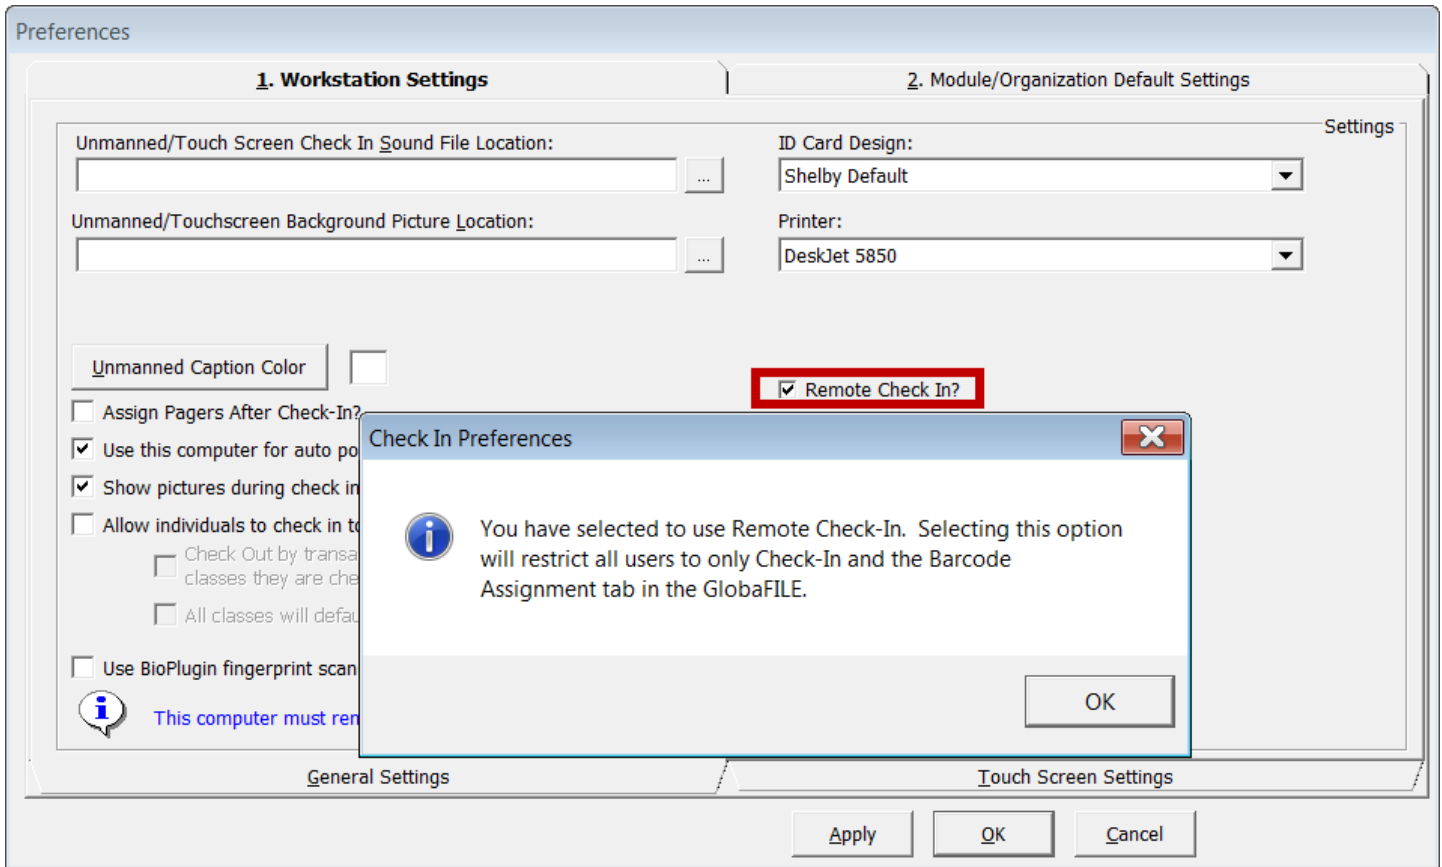 Preferences
1. Workstation Settings
2. Module/Organization Default Settings
Settings
Unmanned/Touch Screen Check In Sound File Location:
...
ID Card Design:
Shelby Default
Unmanned/Touchscreen Background Picture Location:
...
Printer:
DeskJet 5850
Unmanned Caption Color
Remote Check In?
Assign Pagers After Check-In?
Use this computer for auto po
Show pictures during check in
Allow individuals to check in to
Check Out by transa
classes they are che
All classes will defau
Use BioPlugin fingerprint scan
This computer must ren
Check In Preferences
You have selected to use Remote Check-In. Selecting this option
will restrict all users to only Check-In and the Barcode
Assignment tab in the GlobaFILE.
OK
General Settings
Touch Screen Settings
Apply
OK
Cancel